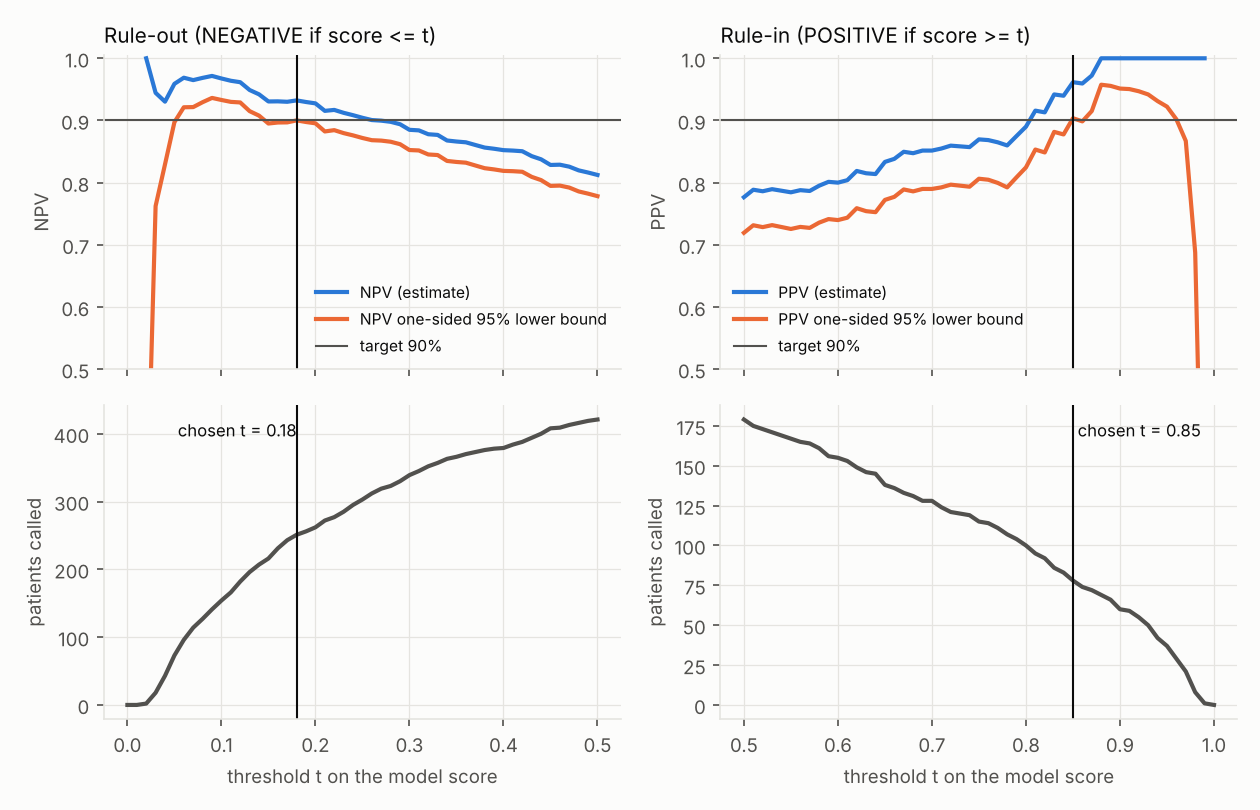 Rule-out (NEGATIVE if score <= t)
NPV
1.0
0.9
0.8
0.7
0.6
0.5
NPV (estimate)
NPV one-sided 95% lower bound
target 90%
Rule-in (POSITIVE if score >= t)
PPV
1.0
0.9
0.8
0.7
0.6
0.5
PPV (estimate)
PPV one-sided 95% lower bound
target 90%
patients called
400
300
200
100
0
chosen t = 0.18
0.0 0.1 0.2 0.3 0.4 0.5
threshold t on the model score
patients called
175
150
125
100
75
50
25
0
chosen t = 0.85
0.5 0.6 0.7 0.8 0.9 1.0
threshold t on the model score